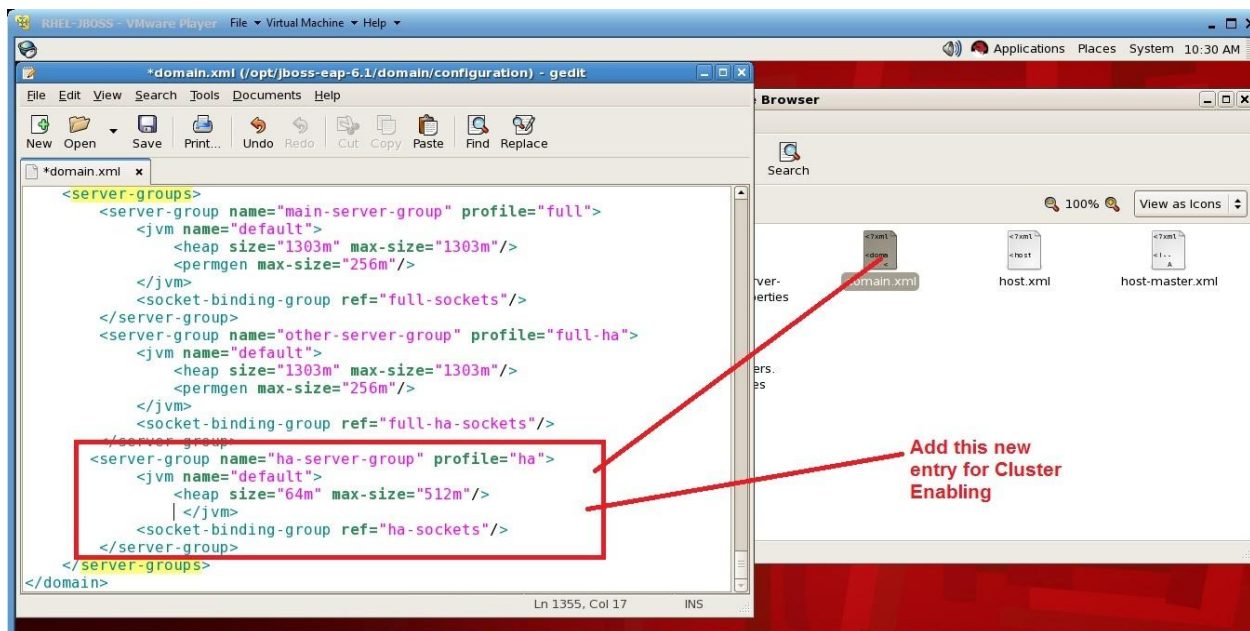 RHEL-JBOSS - VMware Player File Virtual Machine Help
Applications Places System 10:30 AM
*domain.xml (/opt/jboss-eap-6.1/domain/configuration) - gedit
File Edit View Search Tools Documents Help
New Open Save Print... Undo Redo Cut Copy Paste Find Replace
*domain.xml x
<server-groups>
<server-group name="main-server-group" profile="full">
<jvm name="default">
<heap size="1303m" max-size="1303m"/>
<permgen max-size="256m"/>
</jvm>
<socket-binding-group ref="full-sockets"/>
</server-group>
<server-group name="other-server-group" profile="full-ha">
<jvm name="default">
<heap size="1303m" max-size="1303m"/>
<permgen max-size="256m"/>
</jvm>
<socket-binding-group ref="full-ha-sockets"/>
</server-group>
<server-group name="ha-server-group" profile="ha">
<jvm name="default">
<heap size="64m" max-size="512m"/>
</jvm>
<socket-binding-group ref="ha-sockets"/>
</server-group>
</server-groups>
</domain>
Ln 1355, Col 17 INS
Browser
Search
100% View as Icons
<?xml
<doma
<
<?xml
<host
<?xml
<!--
A
domain.xml host.xml host-master.xml
Add this new
entry for Cluster
Enabling